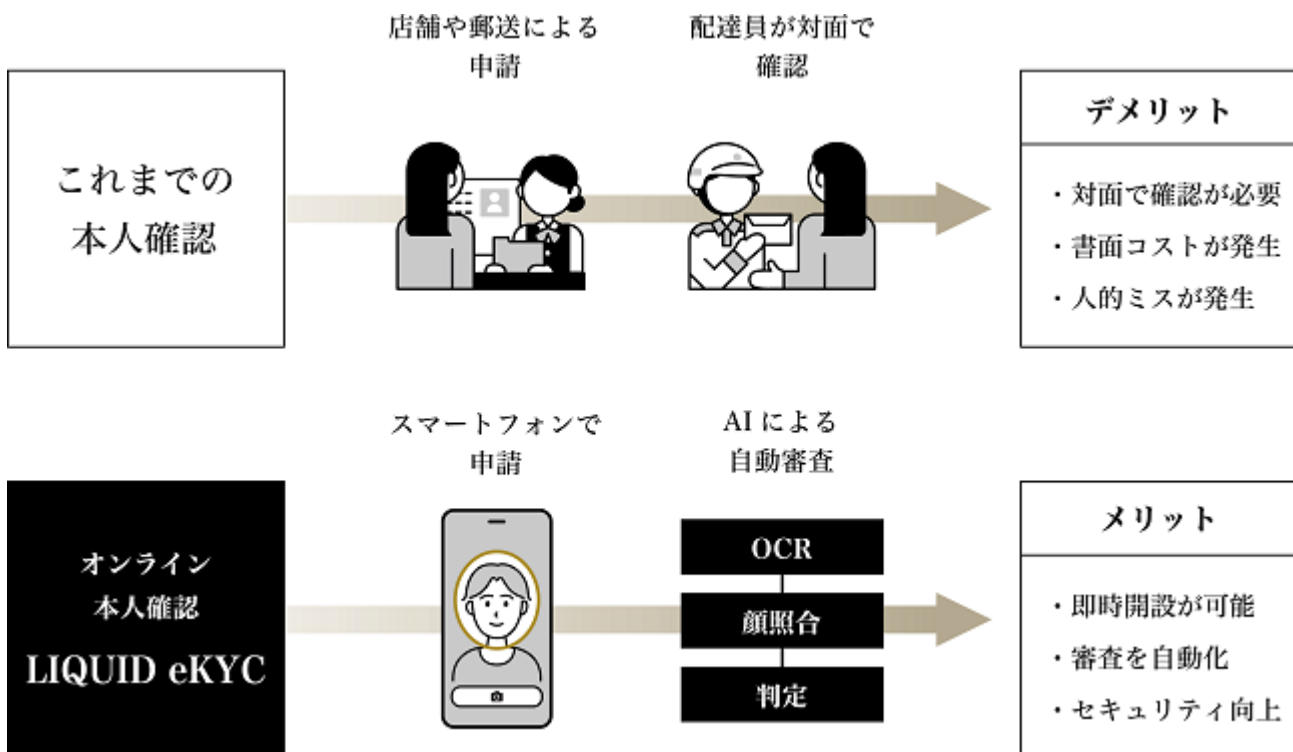 店舗や郵送による
申請
配達員が対面で
確認
これまでの
本人確認
デメリット
・対面で確認が必要
・書面コストが発生
・人的ミスが発生
スマートフォンで
申請
AIによる
自動審査
オンライン
本人確認
LIQUID eKYC
OCR
顔照合
判定
メリット
・即時開設が可能
・審査を自動化
・セキュリティ向上